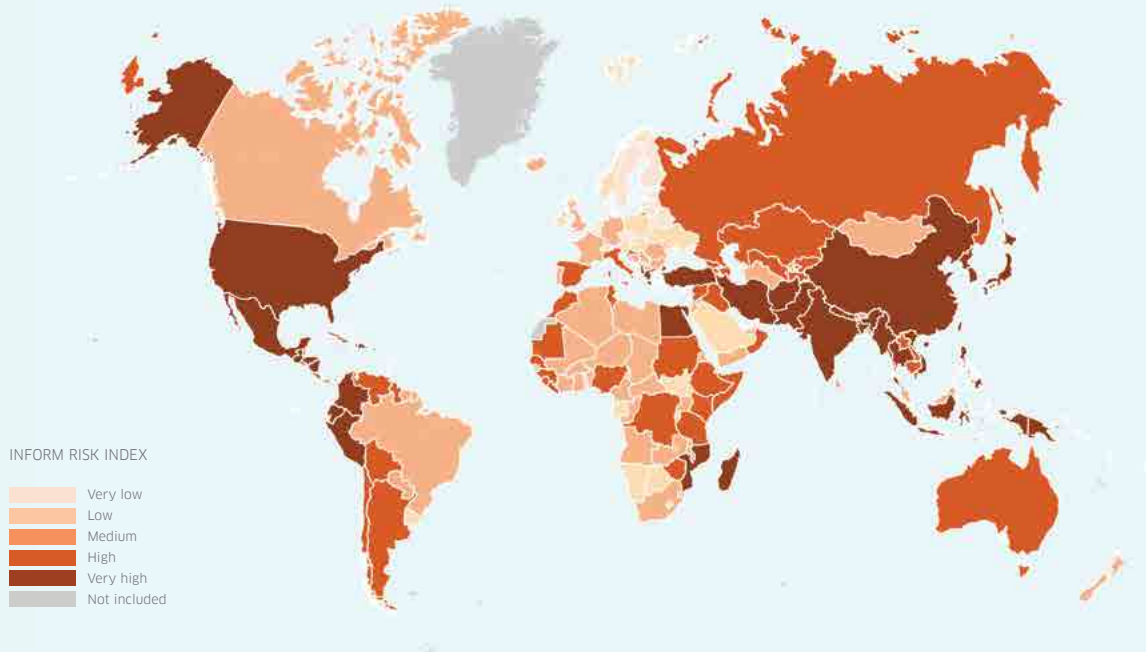 INFORM RISK INDEX
Very low
Low
Medium
High
Very high
Not included